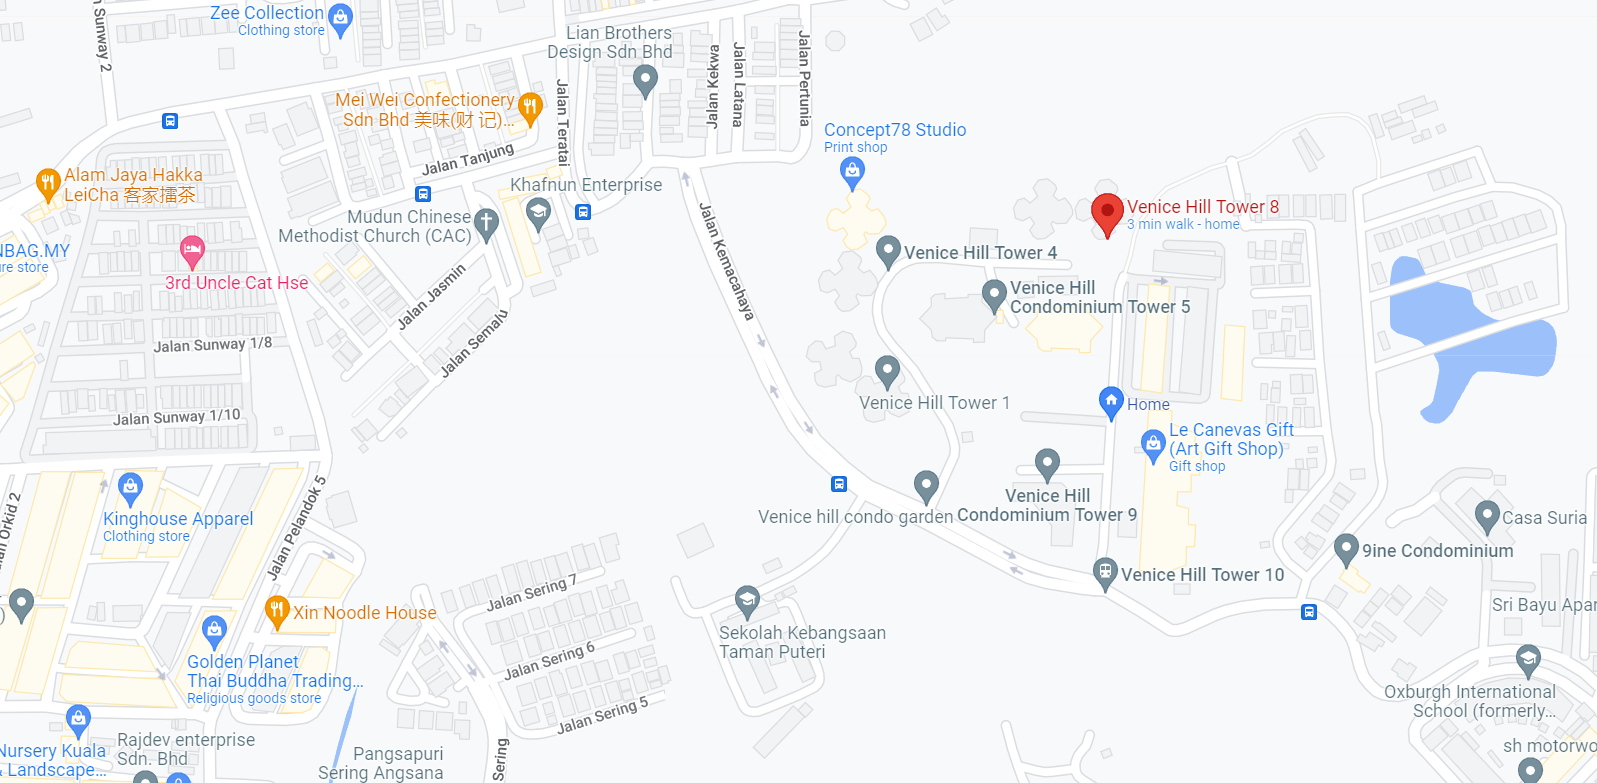 Zee Collection
Clothing store
Sunway 2
Lian Brothers
Design Sdn Bhd
Jalan Kekwa
Jalan Latana
Jalan Pertunia
Mei Wei Confectionery
Sdn Bhd 美味(财 记)...
Jalan Teratai
Jalan Tanjung
Concept78 Studio
Print shop
Alam Jaya Hakka
LeiCha 客家擂茶
Khafnun Enterprise
Mudun Chinese
Methodist Church (CAC)
Jalan Kemacahaya
Venice Hill Tower 8
3 min walk - home
NBAG.MY
re store
3rd Uncle Cat Hse
Venice Hill Tower 4
Venice Hill
Condominium Tower 5
Jalan Jasmin
Jalan Semalu
Jalan Sunway 1/8
Venice Hill Tower 1
Home
Jalan Sunway 1/10
Le Canevas Gift
(Art Gift Shop)
Gift shop
Orkid 2
Jalan Pelandok 5
Kinghouse Apparel
Clothing store
Venice hill condo garden
Venice Hill
Condominium Tower 9
Casa Suria
9ine Condominium
Venice Hill Tower 10
Jalan Sering 7
Sri Bayu Apar
)
Xin Noodle House
Sekolah Kebangsaan
Taman Puteri
Jalan Sering 6
Golden Planet
Thai Buddha Trading...
Religious goods store
Jalan Sering 5
Oxburgh International
School (formerly...
Nursery Kuala
& Landscape...
Rajdev enterprise
Sdn. Bhd
Pangsapuri
Sering Angsana
Sering
sh motorwo